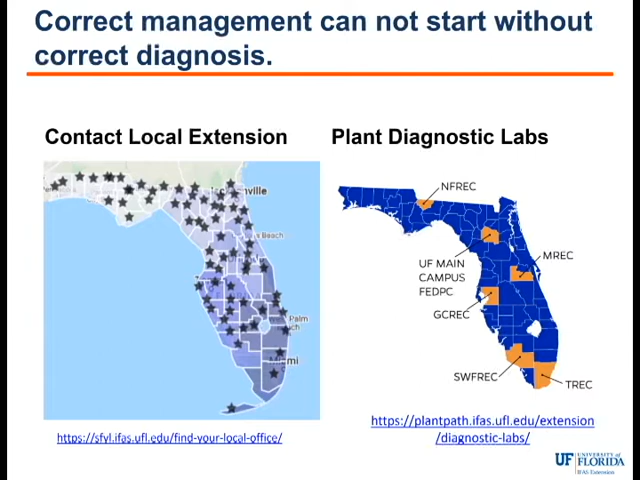 Correct management can not start without
correct diagnosis.
Contact Local Extension
Plant Diagnostic Labs
Beach
Palm
NFREC
UF MAIN
CAMPUS
FEDPC
MREC
GCREC
SWFREC
TREC
https://sfyl.ifas.ufl.edu/find-your-local-office/
https://plantpath.ifas.ufl.edu/extension
/diagnostic-labs/
UF UNIVERSITY of
FLORIDA
IFAS Extension